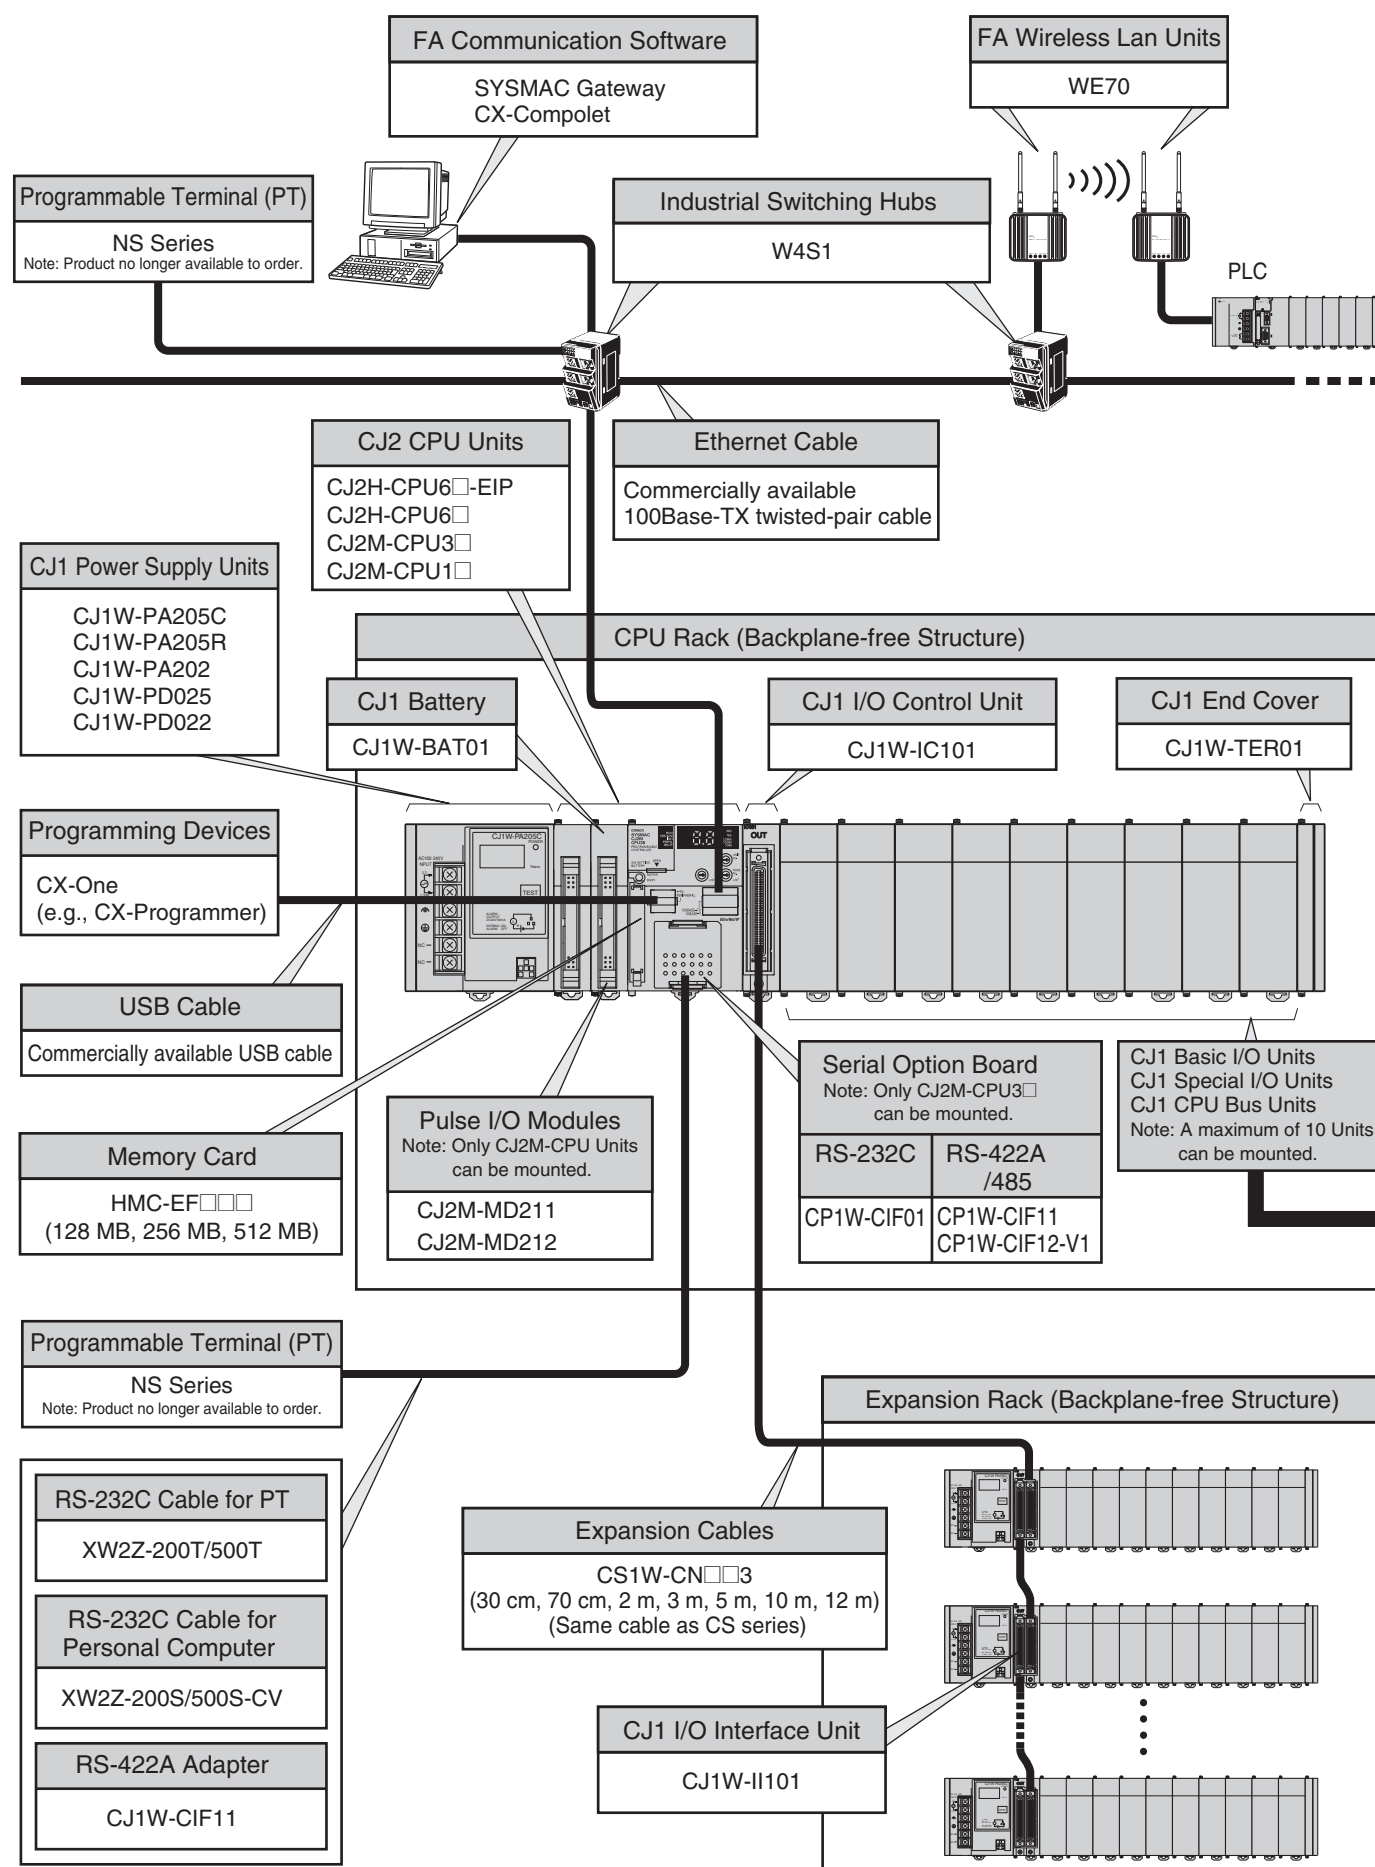 FA Communication Software
SYSMAC Gateway
CX-Compolet
FA Wireless Lan Units
WE70
Programmable Terminal (PT)
NS Series
Note: Product no longer available to order.
Industrial Switching Hubs
W4S1
PLC
CJ2 CPU Units
CJ2H-CPU6□-EIP
CJ2H-CPU6□
CJ2M-CPU3□
CJ2M-CPU1□
Ethernet Cable
Commercially available
100Base-TX twisted-pair cable
CJ1 Power Supply Units
CJ1W-PA205C
CJ1W-PA205R
CJ1W-PA202
CJ1W-PD025
CJ1W-PD022
CPU Rack (Backplane-free Structure)
CJ1 Battery
CJ1W-BAT01
CJ1 I/O Control Unit
CJ1W-IC101
CJ1 End Cover
CJ1W-TER01
Programming Devices
CX-One
(e.g., CX-Programmer)
CJ1W-PA205C
POWER
TEST
NC
NC
SYSMAC
OUT
USB Cable
Commercially available USB cable
Memory Card
HMC-EF□□□
(128 MB, 256 MB, 512 MB)
Pulse I/O Modules
Note: Only CJ2M-CPU Units
can be mounted.
CJ2M-MD211
CJ2M-MD212
Serial Option Board
Note: Only CJ2M-CPU3□
can be mounted.
RS-232C
RS-422A
/485
CP1W-CIF01
CP1W-CIF11
CP1W-CIF12-V1
CJ1 Basic I/O Units
CJ1 Special I/O Units
CJ1 CPU Bus Units
Note: A maximum of 10 Units
can be mounted.
Programmable Terminal (PT)
NS Series
Note: Product no longer available to order.
Expansion Rack (Backplane-free Structure)
RS-232C Cable for PT
XW2Z-200T/500T
RS-232C Cable for
Personal Computer
XW2Z-200S/500S-CV
RS-422A Adapter
CJ1W-CIF11
Expansion Cables
CS1W-CN□□3
(30 cm, 70 cm, 2 m, 3 m, 5 m, 10 m, 12 m)
(Same cable as CS series)
CJ1 I/O Interface Unit
CJ1W-II101